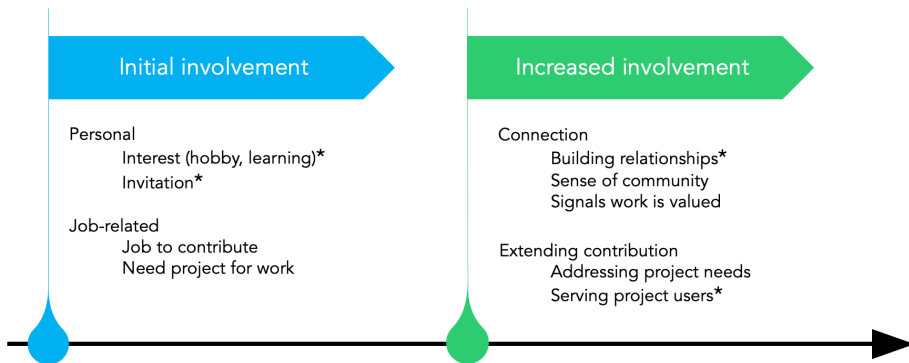 Initial involvement
Personal
Interest (hobby, learning)*
Invitation*
Job-related
Job to contribute
Need project for work
Increased involvement
Connection
Building relationships*
Sense of community
Signals work is valued
Extending contribution
Addressing project needs
Serving project users*